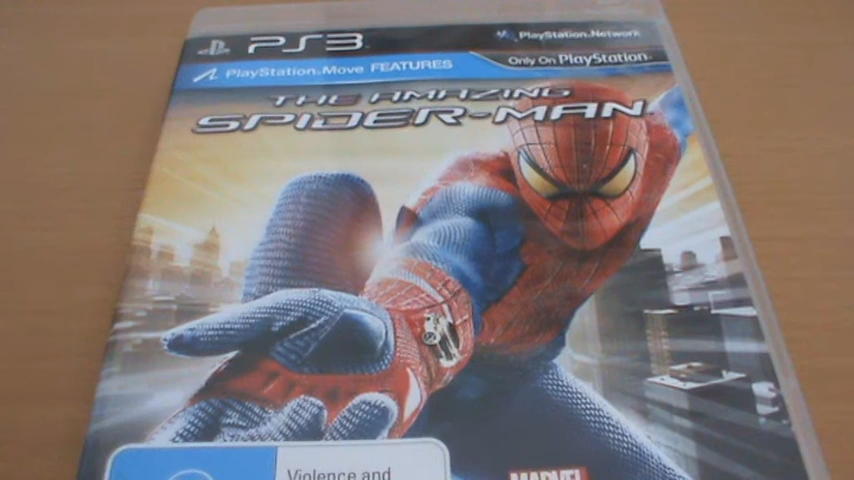 PS3
PlayStation®Network
PlayStation®Move FEATURES
Only On PlayStation®
THE AMAZING
SPIDER-MAN
Violence and
MARVEL